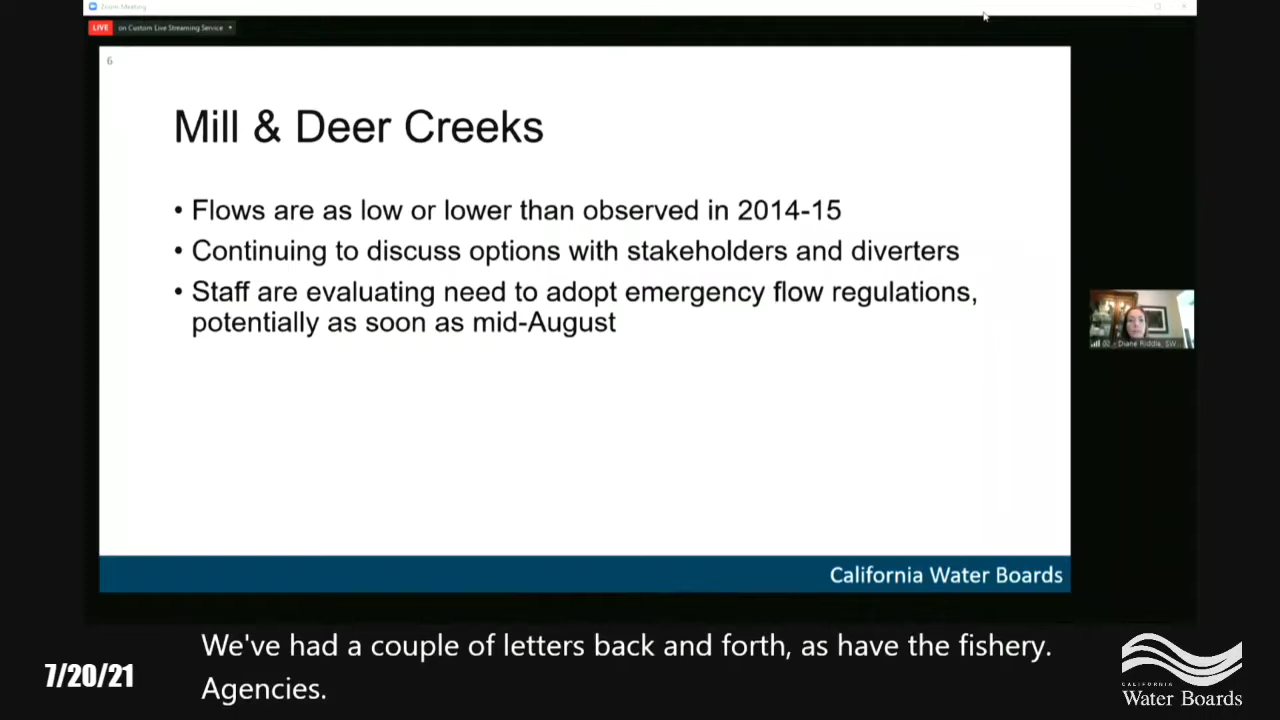 Zoom Meeting
LIVE on Custom Live Streaming Service
6
Mill & Deer Creeks
• Flows are as low or lower than observed in 2014-15
• Continuing to discuss options with stakeholders and diverters
• Staff are evaluating need to adopt emergency flow regulations,
potentially as soon as mid-August
02 - Diane Riddle, SW...
California Water Boards
We've had a couple of letters back and forth, as have the fishery.
Agencies.
7/20/21
CALIFORNIA
Water Boards